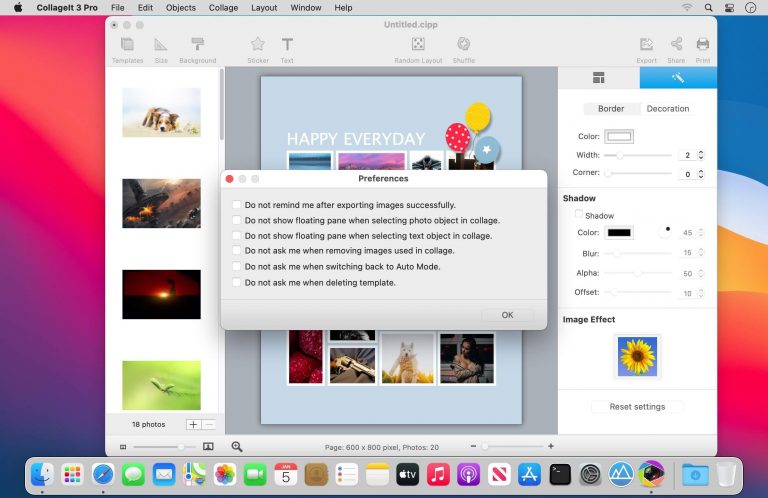 CollageIt 3 Pro File Edit Objects Collage Layout Window Help
Untitled.cipp
Templates Size Background Sticker Text Random Layout Shuffle Export Share Print
Border Decoration
HAPPY EVERYDAY
Color:
Width: 2
Corner: 0
Preferences
Do not remind me after exporting images successfully.
Do not show floating pane when selecting photo object in collage.
Do not show floating pane when selecting text object in collage.
Do not ask me when removing images used in collage.
Do not ask me when switching back to Auto Mode.
Do not ask me when deleting template.
OK
Shadow
Shadow
Color: 45
Blur: 15
Alpha: 50
Offset: 10
Image Effect
Reset settings
18 photos + −
Page: 600 x 800 pixel, Photos: 20 − +
JAN
5
tv